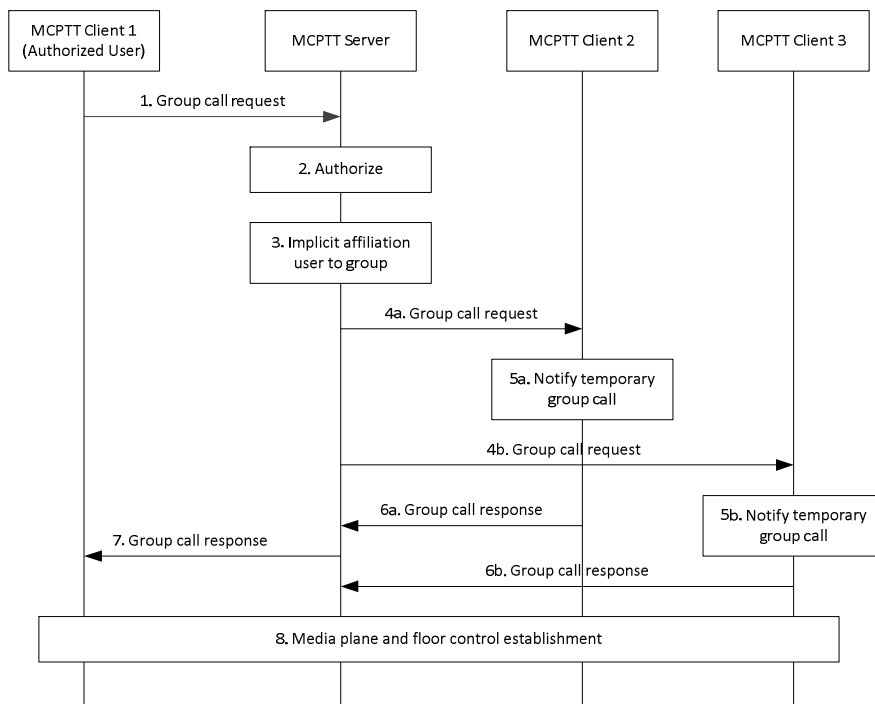 MCPTT Client 1
(Authorized User)
MCPTT Server
MCPTT Client 2
MCPTT Client 3
1. Group call request
2. Authorize
3. Implicit affiliation
user to group
4a. Group call request
5a. Notify temporary
group call
4b. Group call request
6a. Group call response
5b. Notify temporary
group call
7. Group call response
6b. Group call response
8. Media plane and floor control establishment